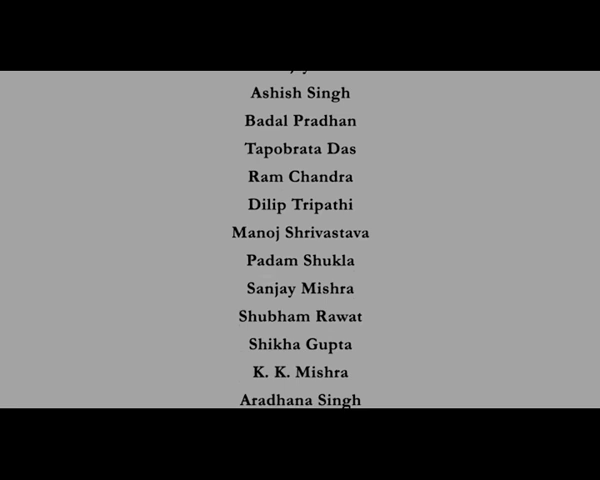 Ashish Singh
Badal Pradhan
Tapobrata Das
Ram Chandra
Dilip Tripathi
Manoj Shrivastava
Padam Shukla
Sanjay Mishra
Shubham Rawat
Shikha Gupta
K. K. Mishra
Aradhana Singh